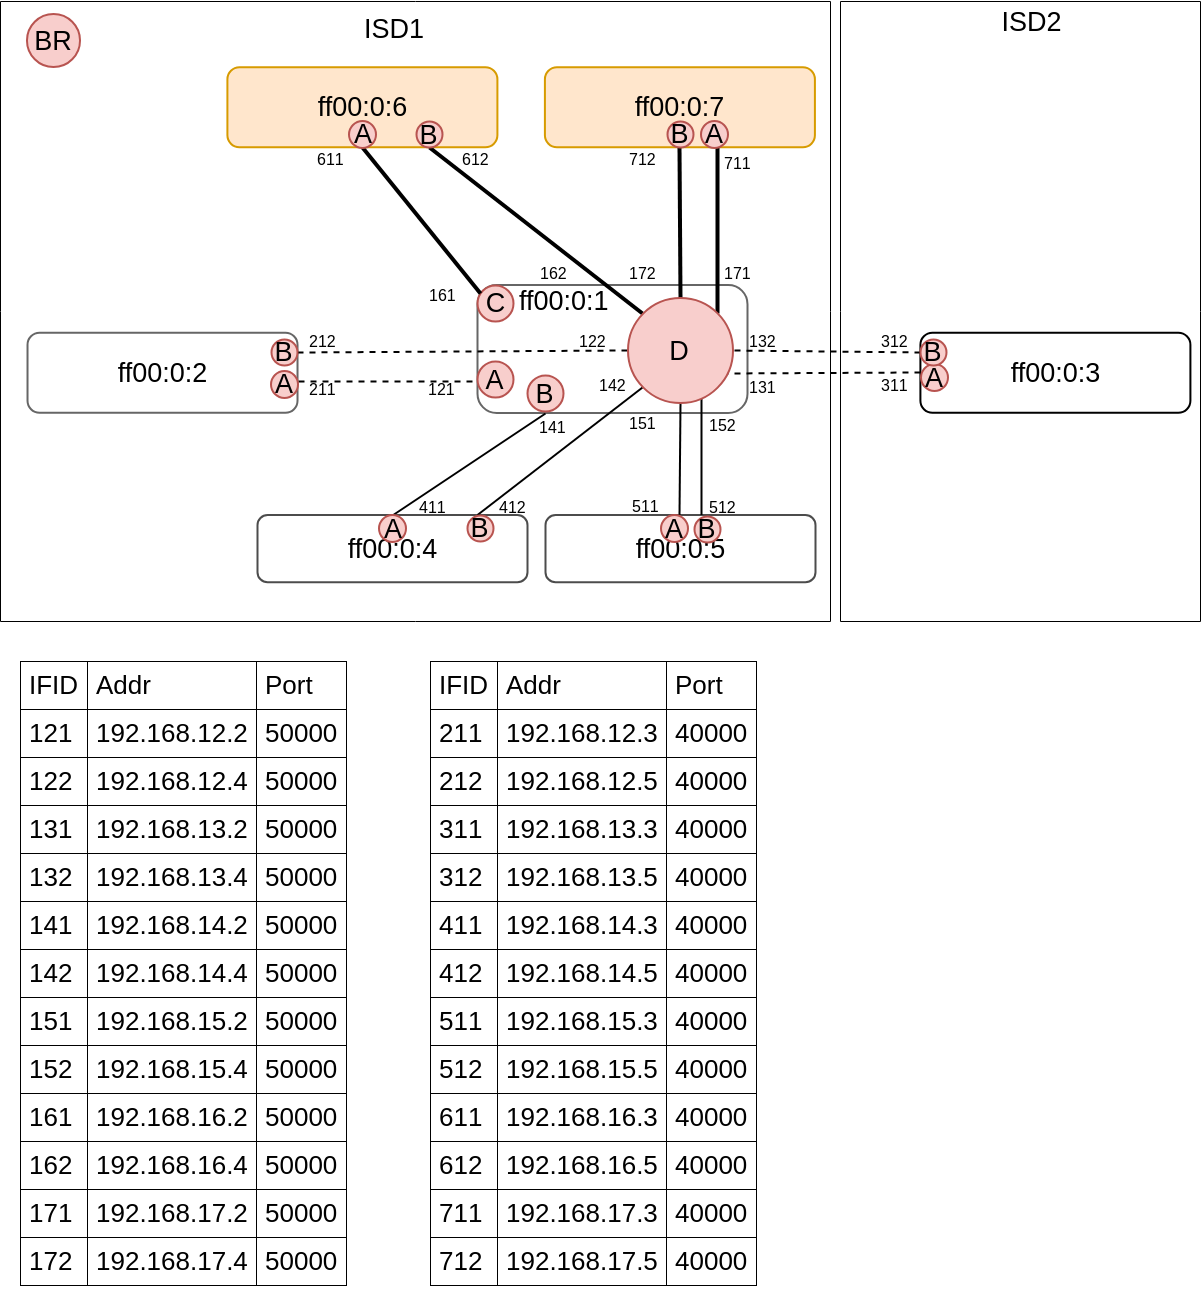 ISD1
ISD2
BR
ff00:0:6
ff00:0:7
A
B
B
A
611
612
712
711
162
172
171
161
C
ff00:0:1
212
122
132
312
B
D
B
ff00:0:2
ff00:0:3
A
A
A
211
121
B
142
131
311
141
151
152
411
412
511
512
A
B
A
B
ff00:0:4
ff00:0:5
IFID Addr Port
121 192.168.12.2 50000
122 192.168.12.4 50000
131 192.168.13.2 50000
132 192.168.13.4 50000
141 192.168.14.2 50000
142 192.168.14.4 50000
151 192.168.15.2 50000
152 192.168.15.4 50000
161 192.168.16.2 50000
162 192.168.16.4 50000
171 192.168.17.2 50000
172 192.168.17.4 50000
IFID Addr Port
211 192.168.12.3 40000
212 192.168.12.5 40000
311 192.168.13.3 40000
312 192.168.13.5 40000
411 192.168.14.3 40000
412 192.168.14.5 40000
511 192.168.15.3 40000
512 192.168.15.5 40000
611 192.168.16.3 40000
612 192.168.16.5 40000
711 192.168.17.3 40000
712 192.168.17.5 40000